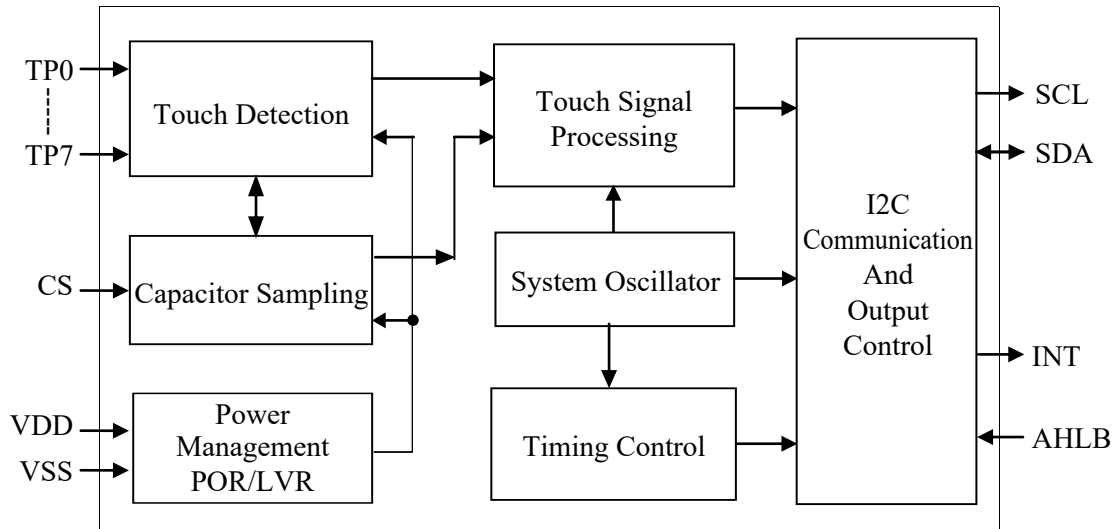 TP0
TP7
CS
VDD
VSS
Touch Detection
Capacitor Sampling
Power
Management
POR/LVR
Touch Signal
Processing
System Oscillator
Timing Control
I2C
Communication
And
Output
Control
SCL
SDA
INT
AHLB